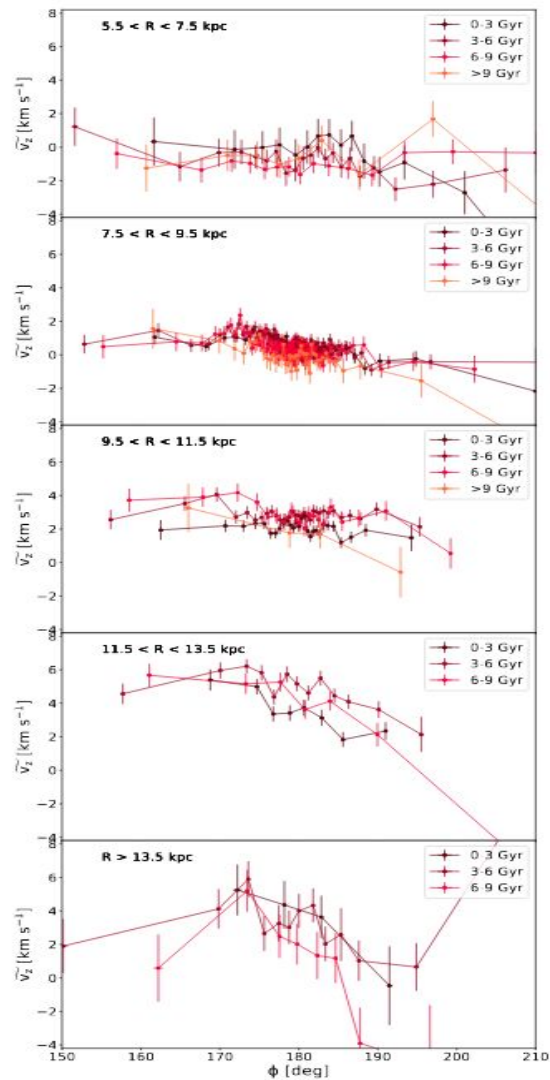 8
6
4
2
0
−2
−4
ṽz [km s⁻¹]
5.5 < R < 7.5 kpc
0-3 Gyr
3-6 Gyr
6-9 Gyr
>9 Gyr
8
6
4
2
0
−2
−4
ṽz [km s⁻¹]
7.5 < R < 9.5 kpc
0-3 Gyr
3-6 Gyr
6-9 Gyr
>9 Gyr
8
6
4
2
0
−2
−4
ṽz [km s⁻¹]
9.5 < R < 11.5 kpc
0-3 Gyr
3-6 Gyr
6-9 Gyr
>9 Gyr
8
6
4
2
0
−2
−4
ṽz [km s⁻¹]
11.5 < R < 13.5 kpc
0-3 Gyr
3-6 Gyr
6-9 Gyr
8
6
4
2
0
−2
−4
ṽz [km s⁻¹]
R > 13.5 kpc
0-3 Gyr
3-6 Gyr
6-9 Gyr
150 160 170 180 190 200 210
ϕ [deg]